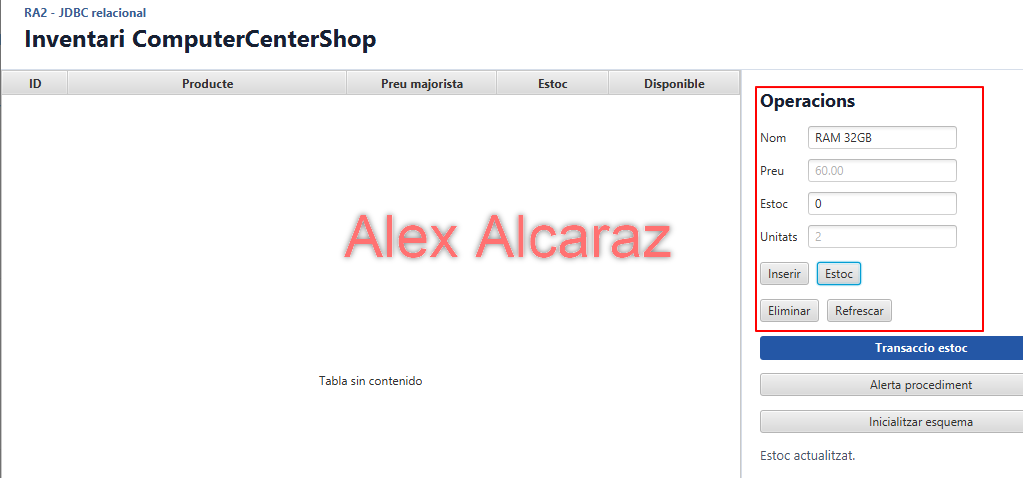 RA2 - JDBC relacional
Inventari ComputerCenterShop
ID Producte Preu majorista Estoc Disponible
Alex Alcaraz
Tabla sin contenido
Operacions
Nom RAM 32GB
Preu 60.00
Estoc 0
Unitats 2
Inserir Estoc
Eliminar Refrescar
Transaccio estoc
Alerta procediment
Inicialitzar esquema
Estoc actualitzat.